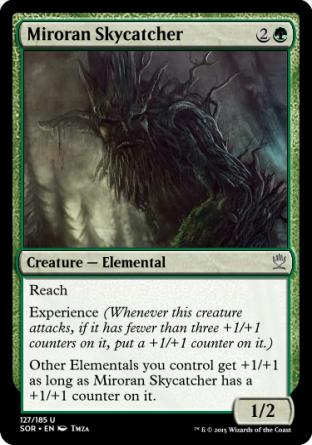 Miroran Skycatcher 2
Creature — Elemental
Reach
Experience (Whenever this creature
attacks, if it has fewer than three +1/+1
counters on it, put a +1/+1 counter on it.)
Other Elementals you control get +1/+1
as long as Miroran Skycatcher has a
+1/+1 counter on it.
1/2
127/185 U
SOR • EN TMZA
™ & © 2015 Wizards of the Coast